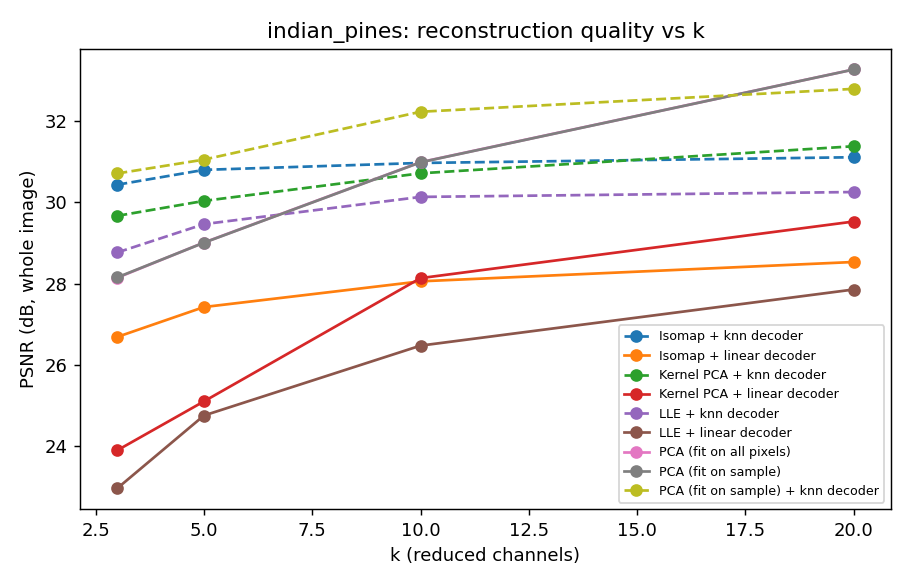 indian_pines: reconstruction quality vs k
PSNR (dB, whole image)
32
30
28
26
24
2.5 5.0 7.5 10.0 12.5 15.0 17.5 20.0
k (reduced channels)
Isomap + knn decoder
Isomap + linear decoder
Kernel PCA + knn decoder
Kernel PCA + linear decoder
LLE + knn decoder
LLE + linear decoder
PCA (fit on all pixels)
PCA (fit on sample)
PCA (fit on sample) + knn decoder